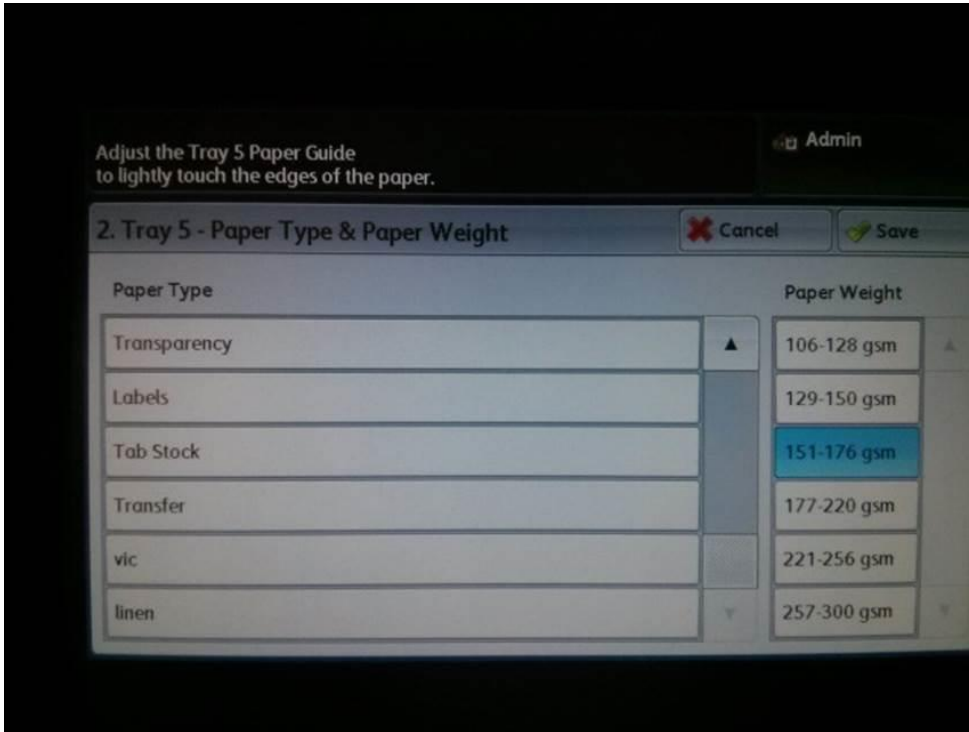 Adjust the Tray 5 Paper Guide
to lightly touch the edges of the paper.
Admin
2. Tray 5 - Paper Type & Paper Weight
Cancel
Save
Paper Type
Paper Weight
Transparency
106-128 gsm
Labels
129-150 gsm
Tab Stock
151-176 gsm
Transfer
177-220 gsm
vic
221-256 gsm
linen
257-300 gsm